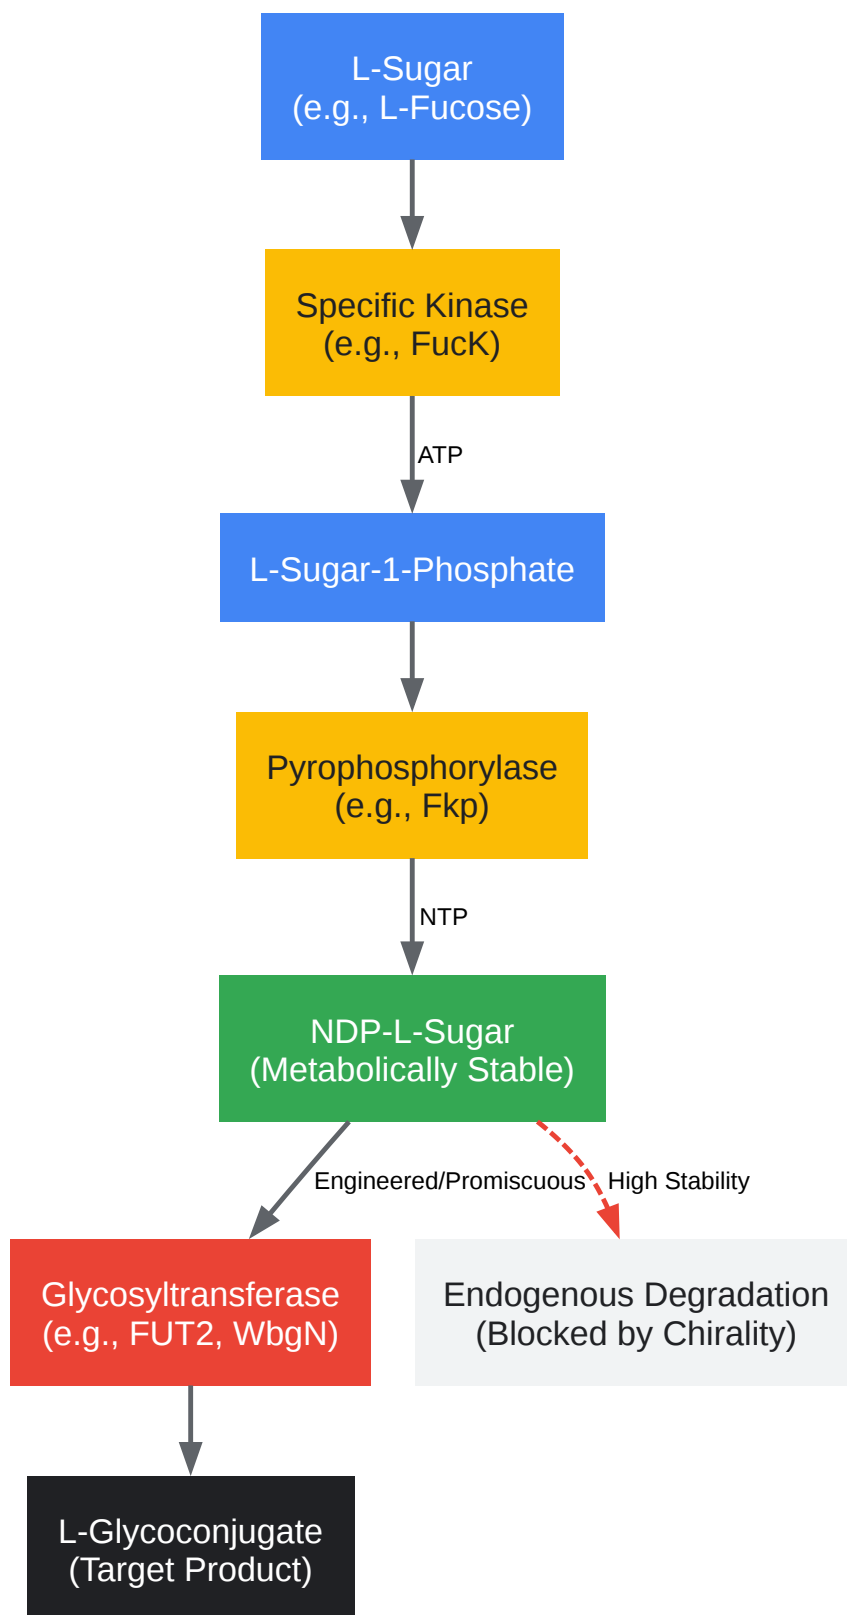 L-Sugar
(e.g., L-Fucose)
Specific Kinase
(e.g., FucK)
ATP
L-Sugar-1-Phosphate
Pyrophosphorylase
(e.g., Fkp)
NTP
NDP-L-Sugar
(Metabolically Stable)
Engineered/Promiscuous
High Stability
Glycosyltransferase
(e.g., FUT2, WbgN)
Endogenous Degradation
(Blocked by Chirality)
L-Glycoconjugate
(Target Product)